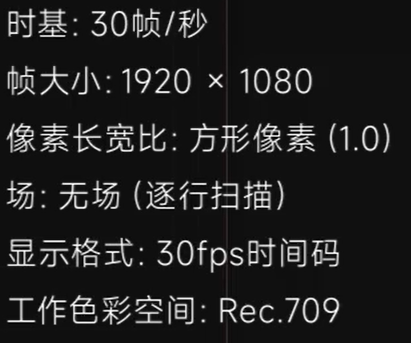 时基: 30帧/秒
帧大小: 1920 × 1080
像素长宽比: 方形像素 (1.0)
场: 无场 (逐行扫描)
显示格式: 30fps时间码
工作色彩空间: Rec.709